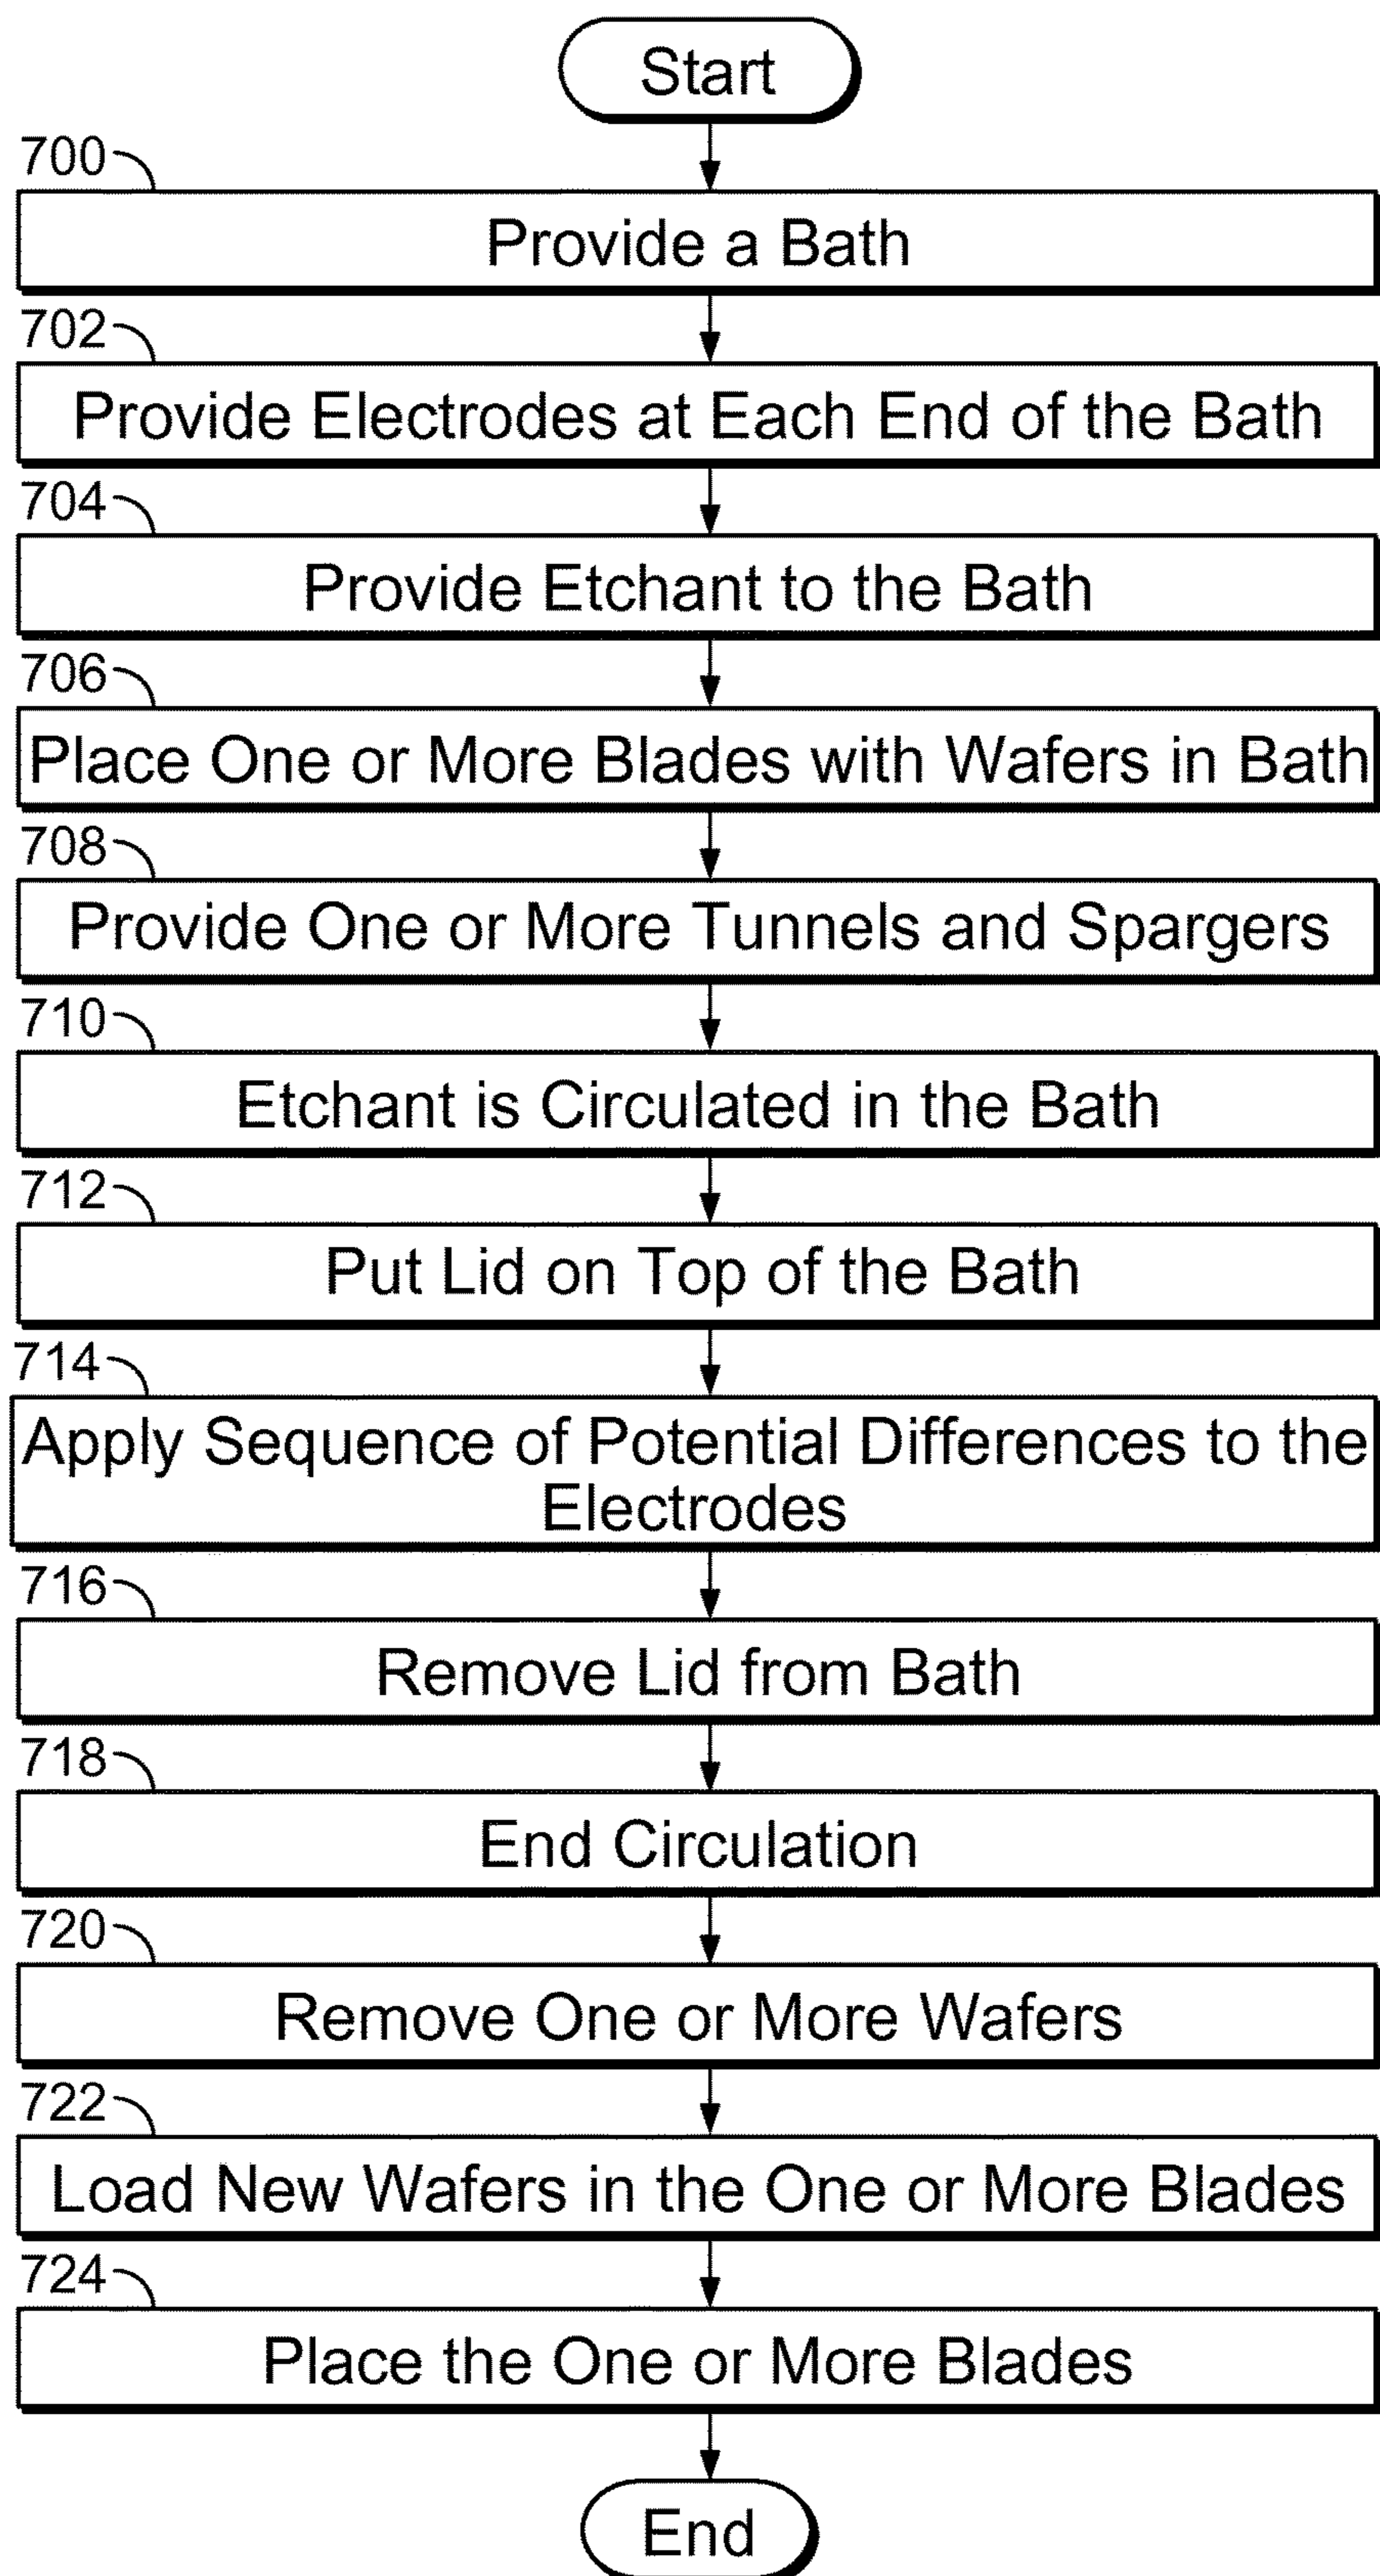 Start
700
Provide a Bath
702
Provide Electrodes at Each End of the Bath
704
Provide Etchant to the Bath
706
Place One or More Blades with Wafers in Bath
708
Provide One or More Tunnels and Spargers
710
Etchant is Circulated in the Bath
712
Put Lid on Top of the Bath
714
Apply Sequence of Potential Differences to the
Electrodes
716
Remove Lid from Bath
718
End Circulation
720
Remove One or More Wafers
722
Load New Wafers in the One or More Blades
724
Place the One or More Blades
End